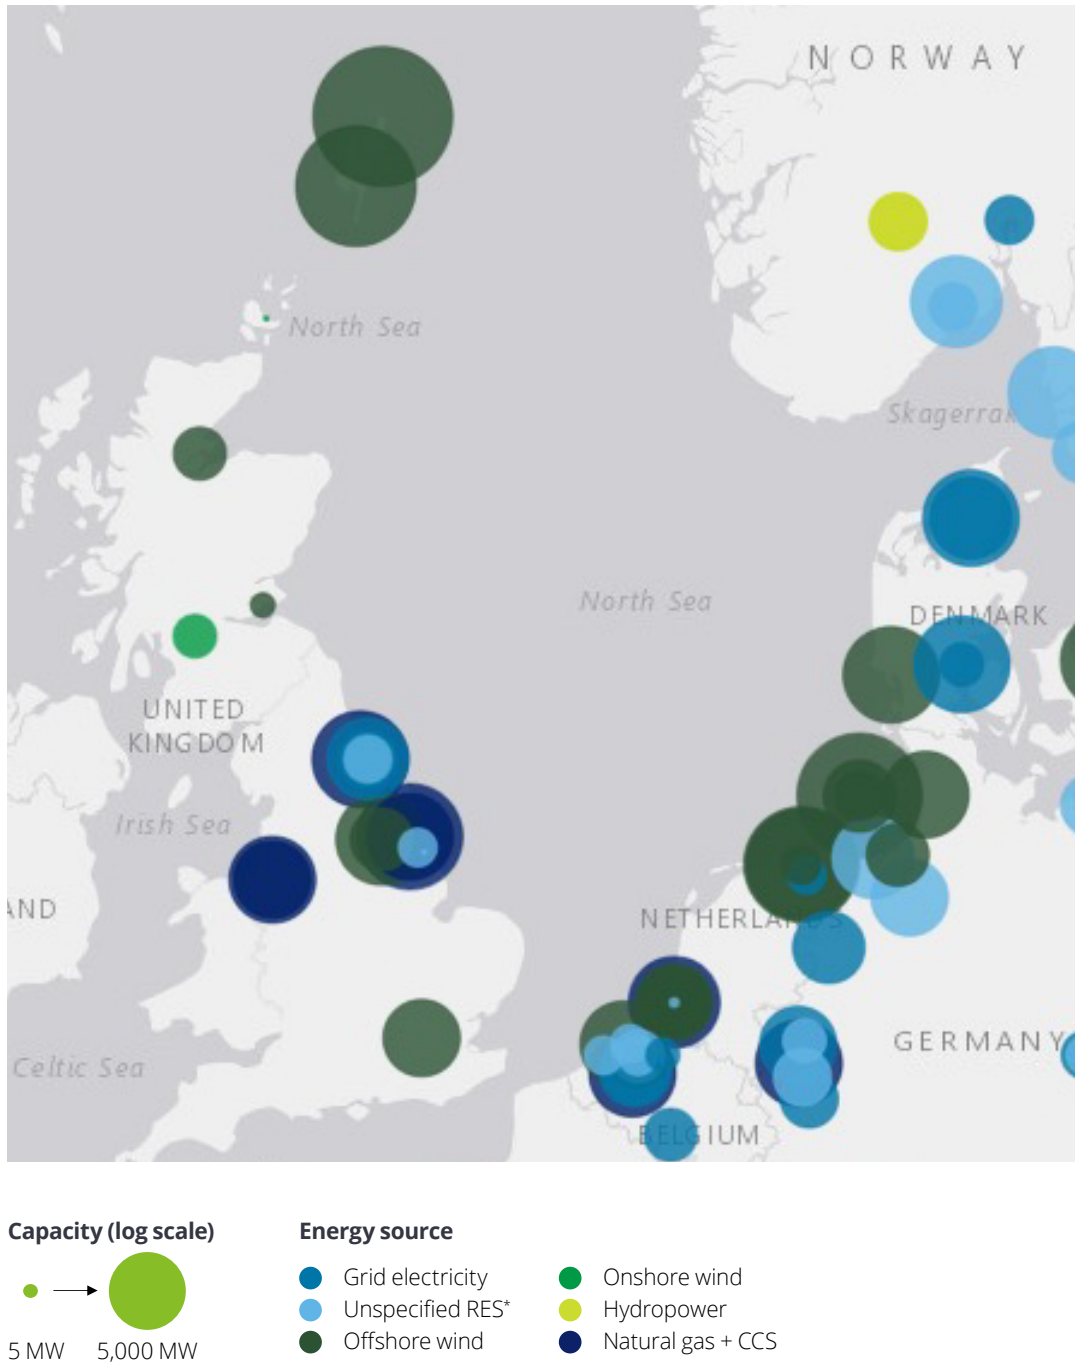 NORWAY
North Sea
Skagerrak
North Sea
DENMARK
UNITED
KINGDOM
Irish Sea
AND
NETHERLANDS
Celtic Sea
GERMANY
BELGIUM
Capacity (log scale)
5 MW
5,000 MW
Energy source
Grid electricity
Unspecified RES*
Offshore wind
Onshore wind
Hydropower
Natural gas + CCS